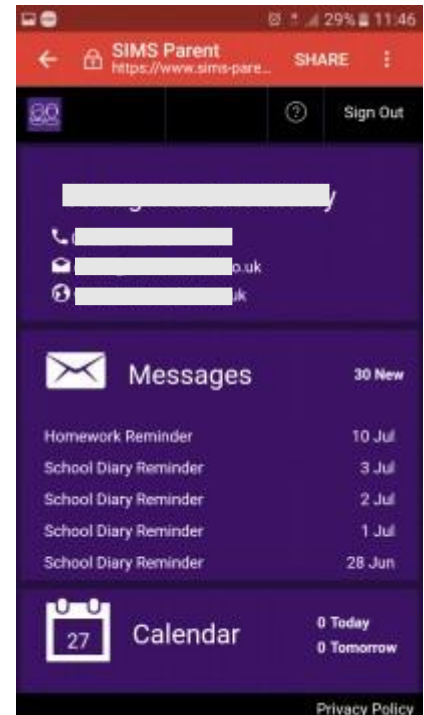 29% 11:46
SIMS Parent
https://www.sims-pare...
SHARE
Sign Out
y
o.uk
uk
Messages
30 New
Homework Reminder 10 Jul
School Diary Reminder 3 Jul
School Diary Reminder 2 Jul
School Diary Reminder 1 Jul
School Diary Reminder 28 Jun
27
Calendar
0 Today
0 Tomorrow
Privacy Policy